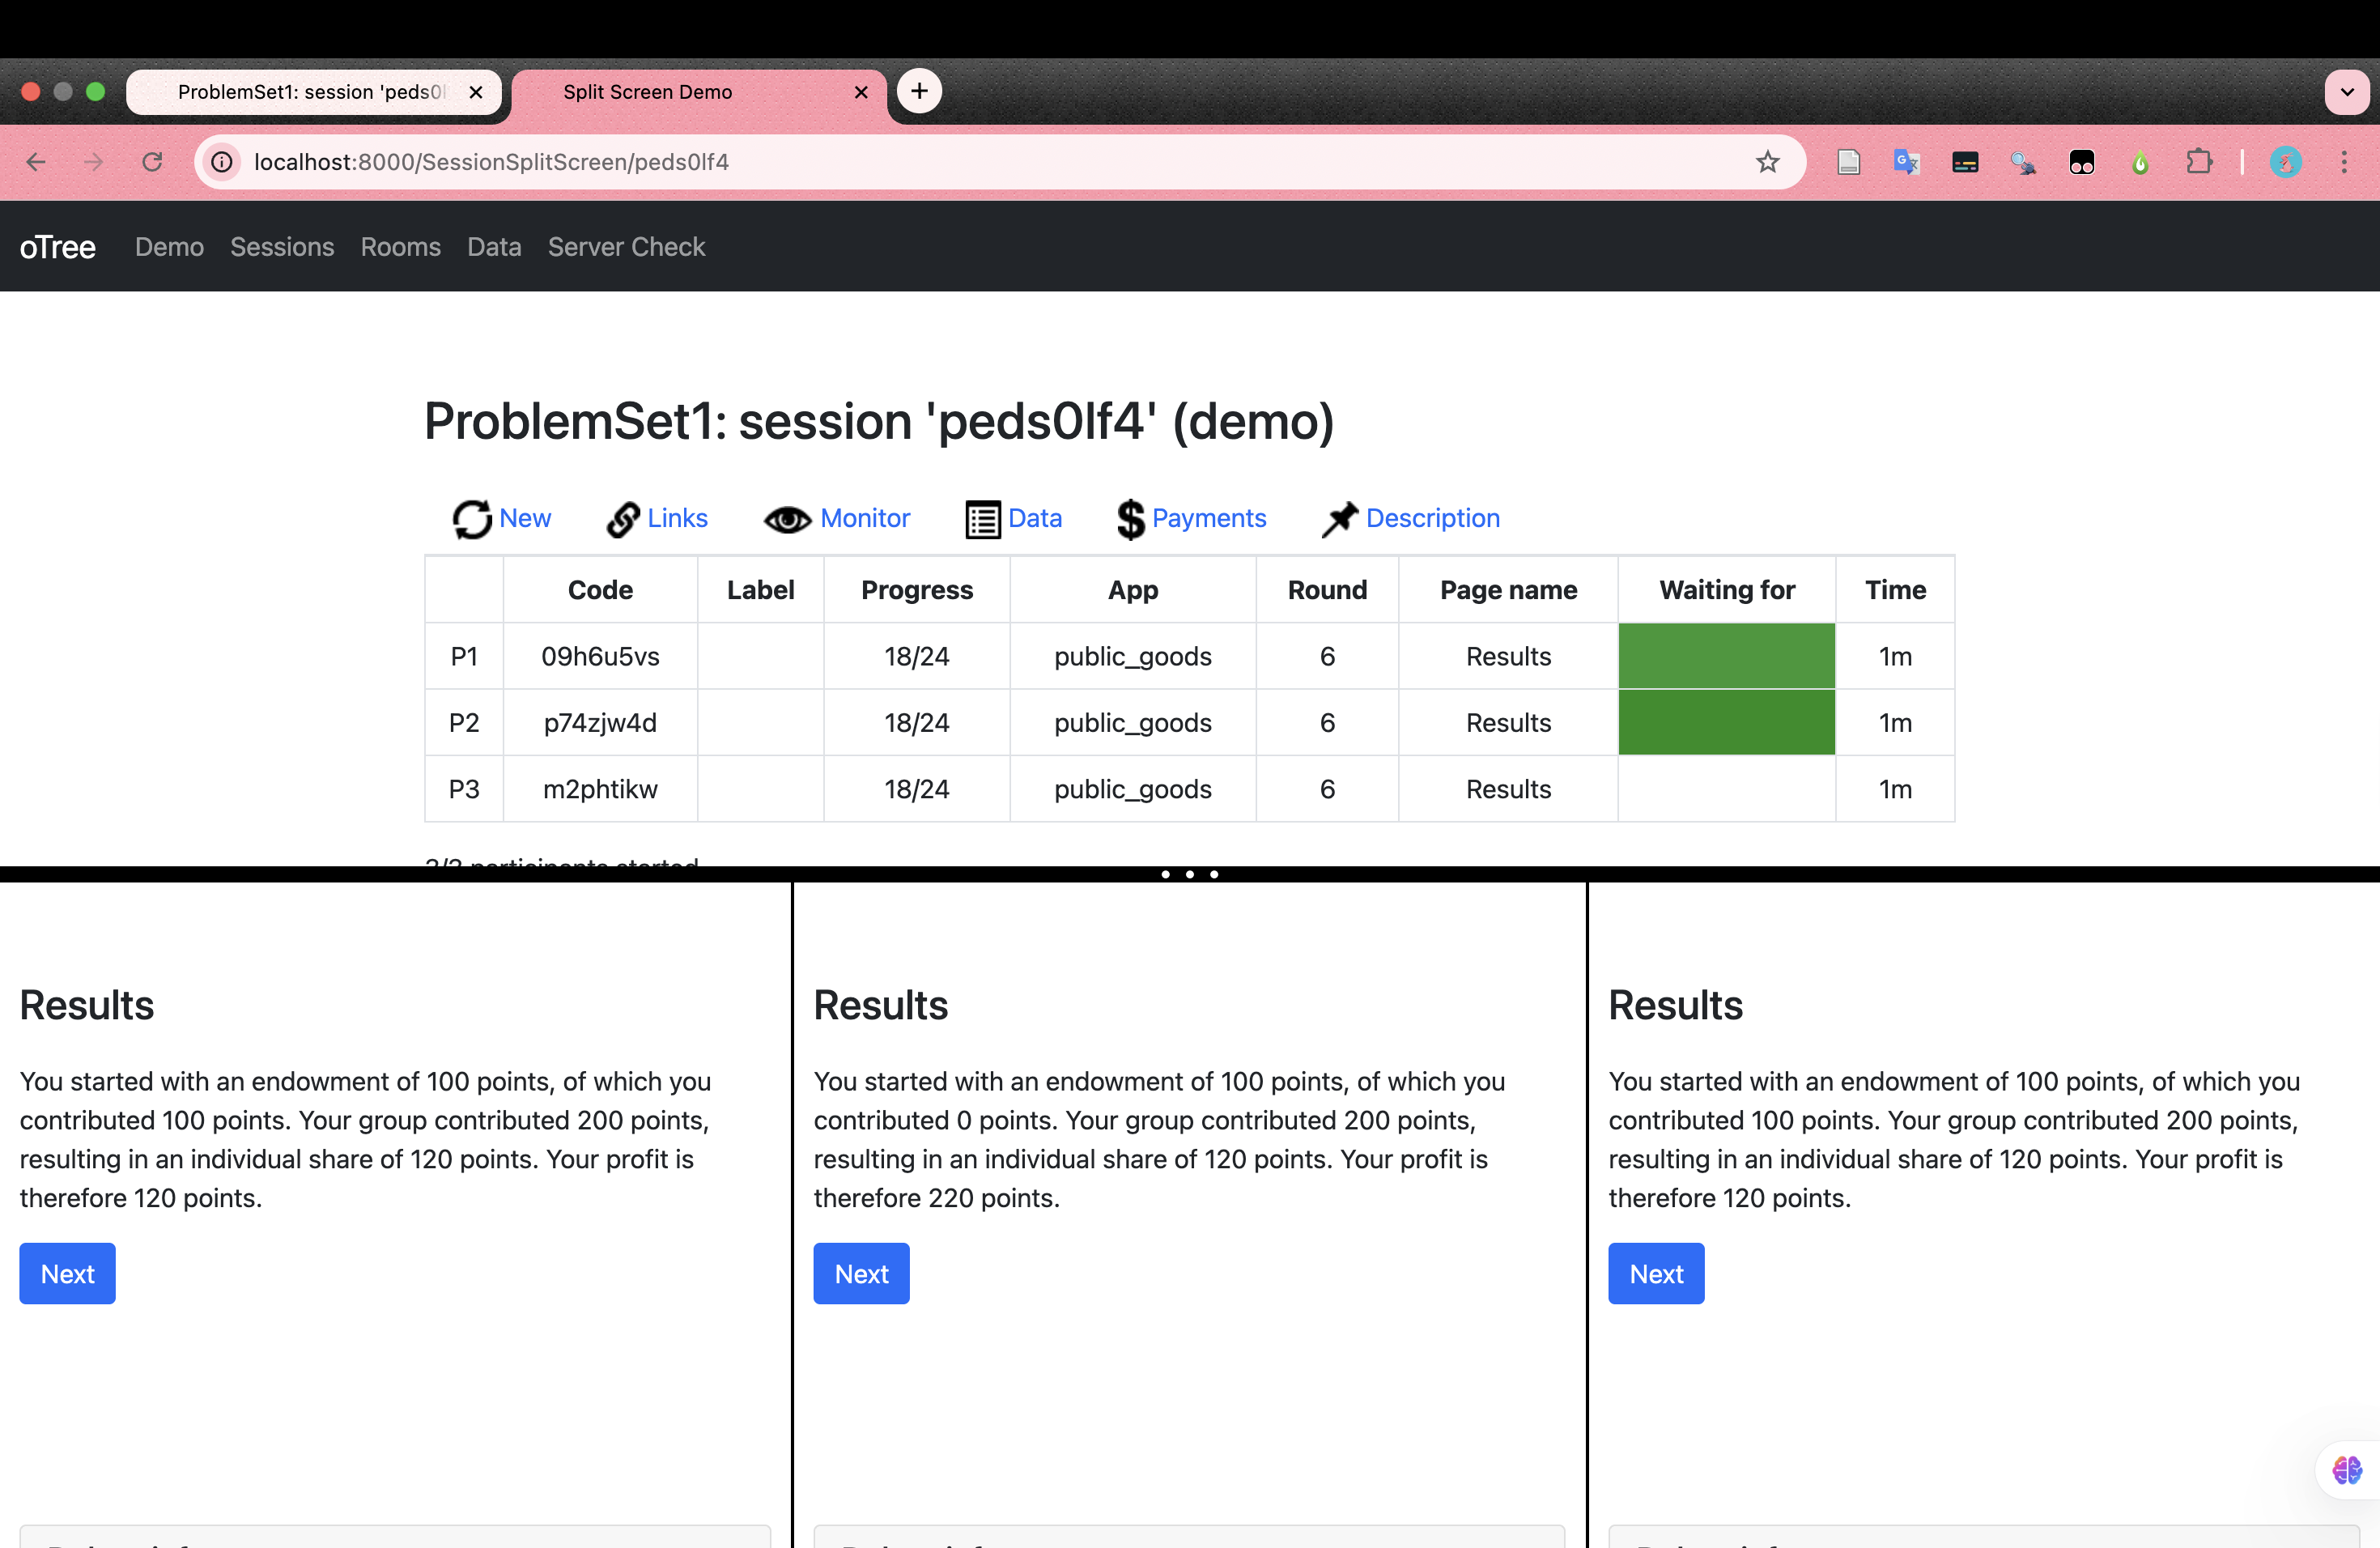 ProblemSet1: session 'peds0l
Split Screen Demo
localhost:8000/SessionSplitScreen/peds0lf4
oTree Demo Sessions Rooms Data Server Check
ProblemSet1: session 'peds0lf4' (demo)
New Links Monitor Data Payments Description
Code Label Progress App Round Page name Waiting for Time
P1 09h6u5vs 18/24 public_goods 6 Results 1m
P2 p74zjw4d 18/24 public_goods 6 Results 1m
P3 m2phtikw 18/24 public_goods 6 Results 1m
participants started
Results
You started with an endowment of 100 points, of which you
contributed 100 points. Your group contributed 200 points,
resulting in an individual share of 120 points. Your profit is
therefore 120 points.
Next
Results
You started with an endowment of 100 points, of which you
contributed 0 points. Your group contributed 200 points,
resulting in an individual share of 120 points. Your profit is
therefore 220 points.
Next
Results
You started with an endowment of 100 points, of which you
contributed 100 points. Your group contributed 200 points,
resulting in an individual share of 120 points. Your profit is
therefore 120 points.
Next